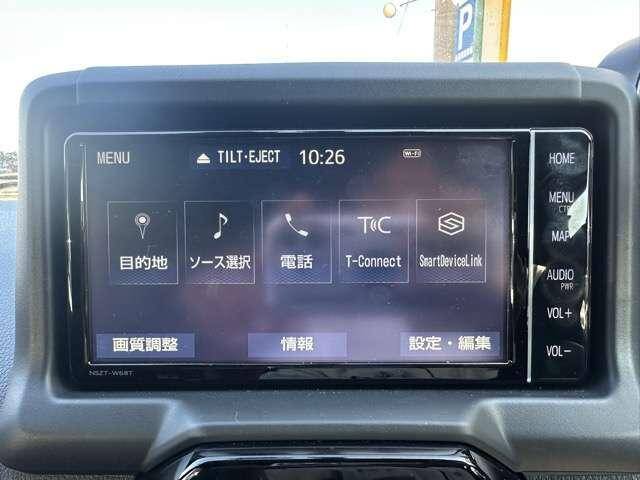 P
MENU
TILT·EJECT 10:26
Wi-Fi
目的地
ソース選択
電話
T-Connect
SmartDeviceLink
画質調整
情報
設定・編集
NSZT-W68T
HOME
MENU
MAP
AUDIO
PWR
VOL+
VOL-